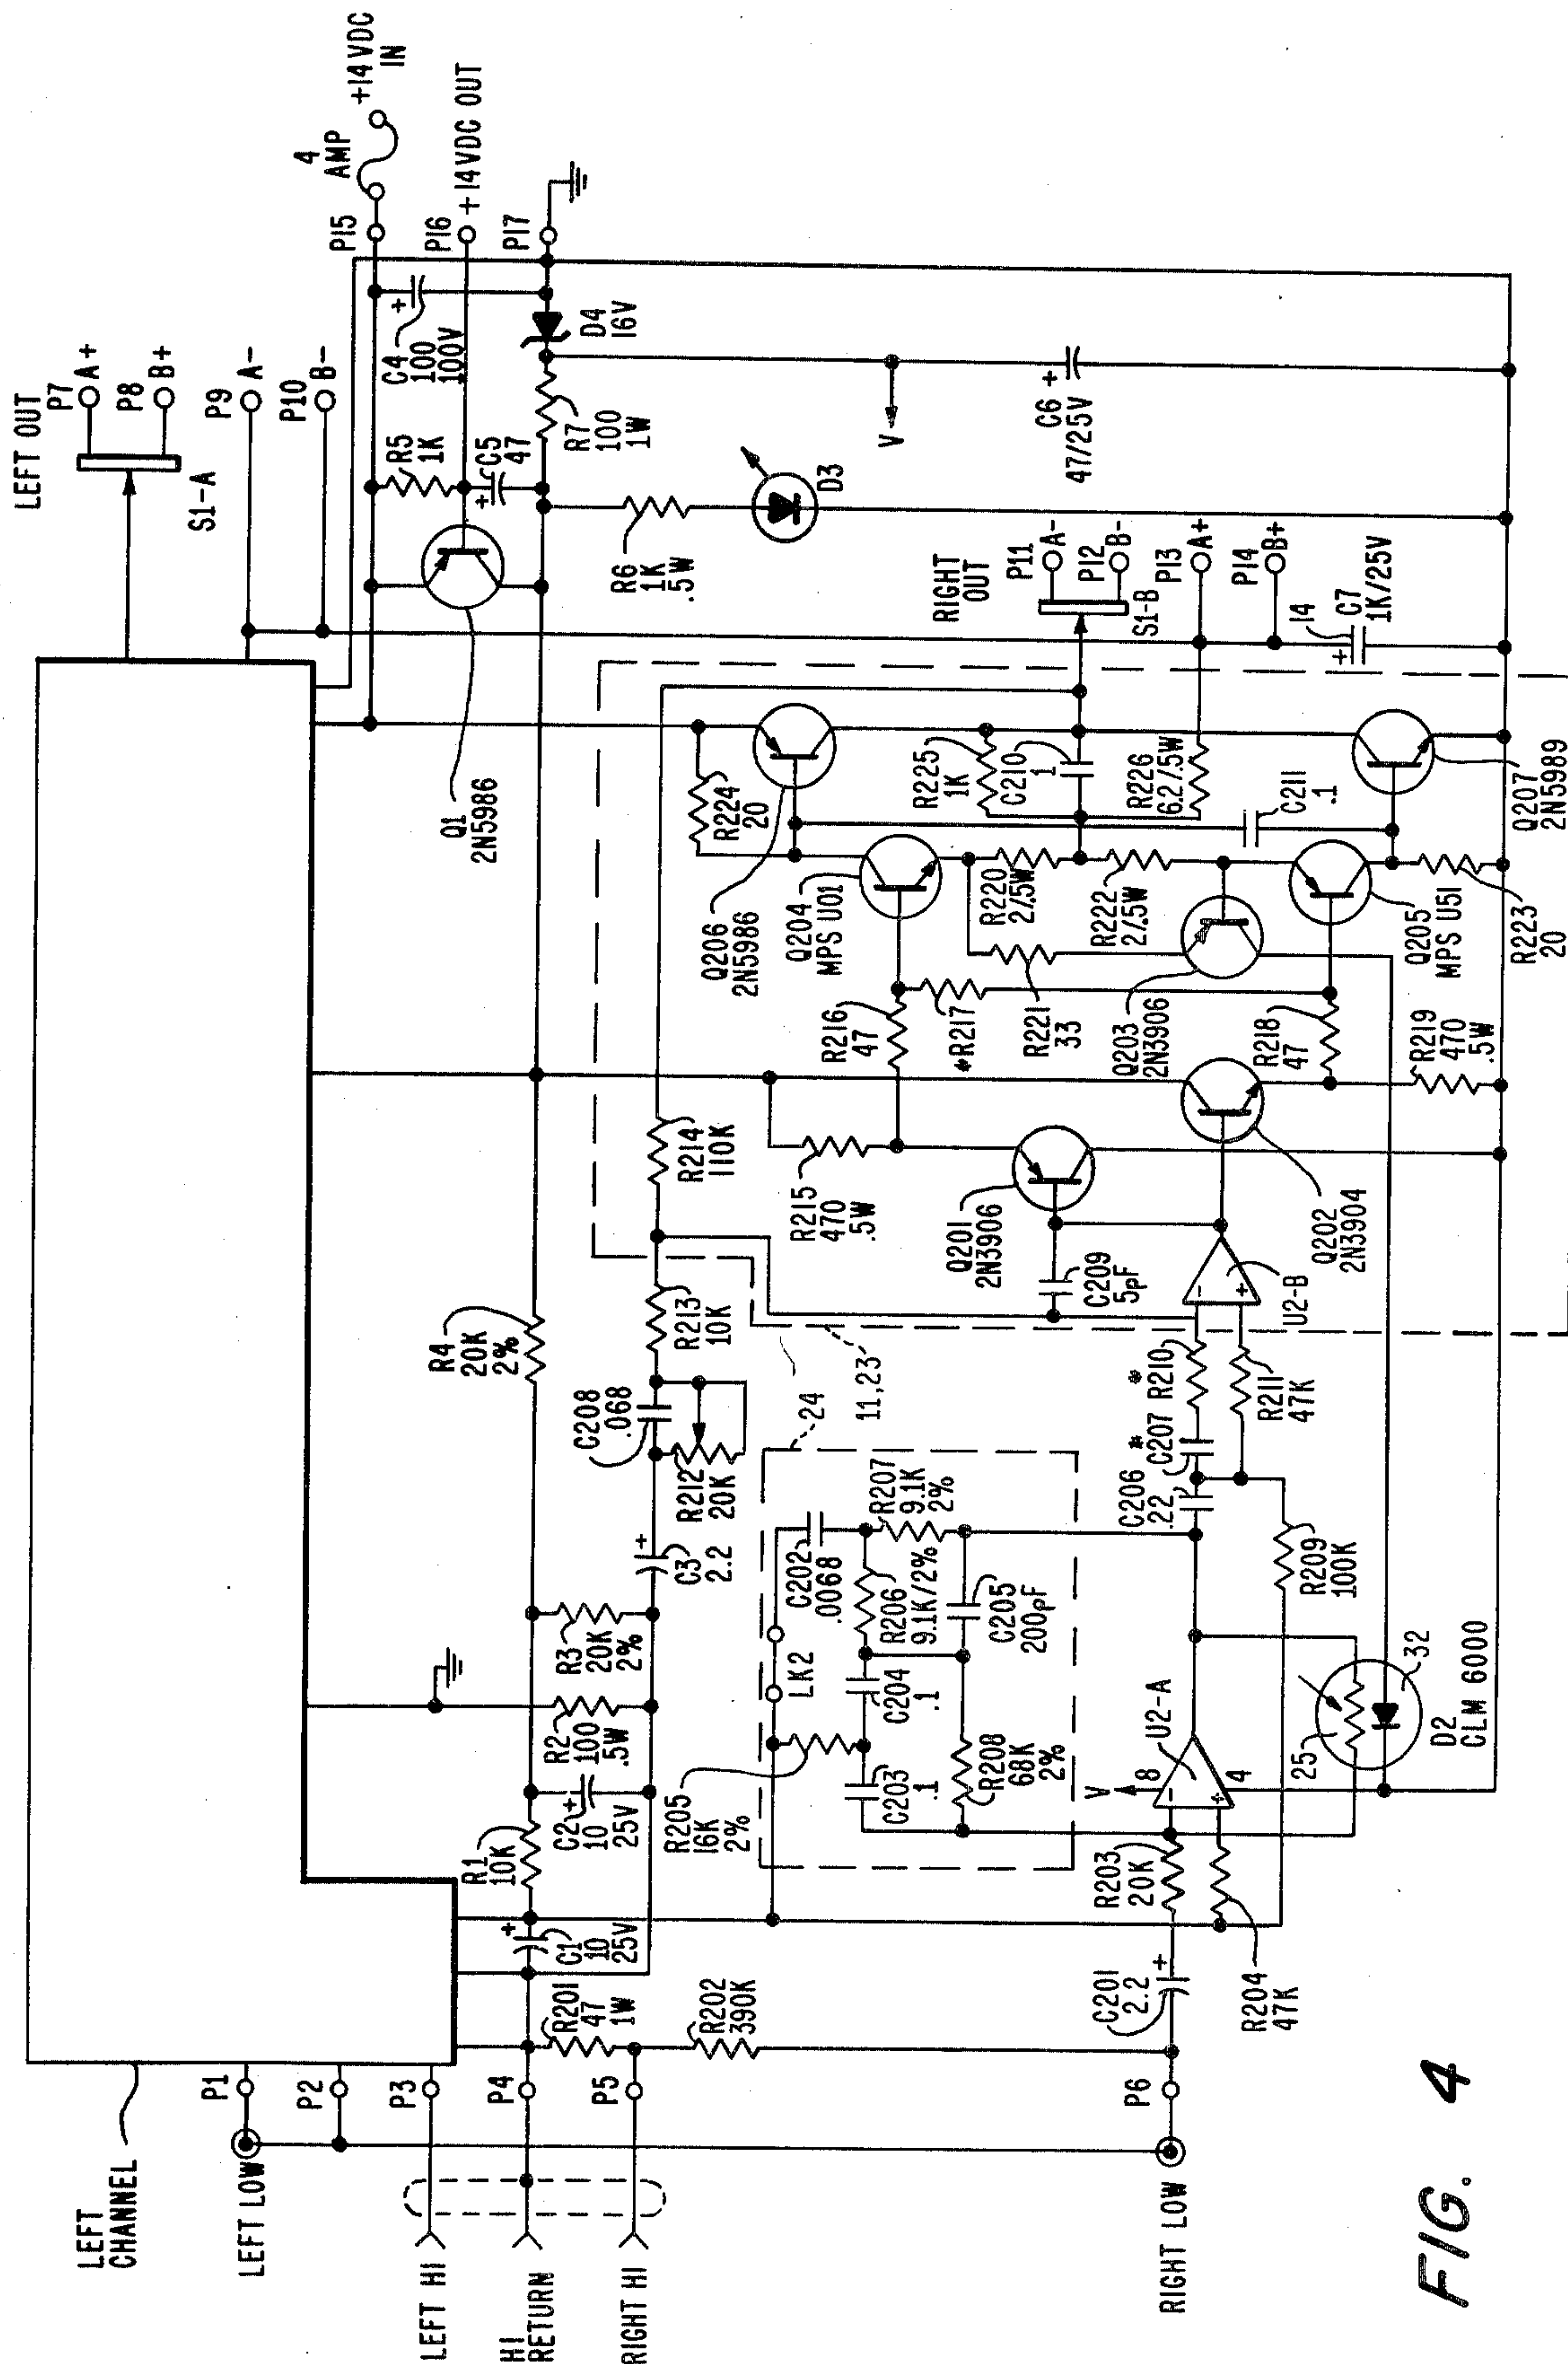 LEFT
CHANNEL
LEFT LOW
P1
P2
LEFT HI
P3
HI
RETURN
P4
RIGHT HI
P5
RIGHT LOW
P6
R201
47
1W
R202
390K
C201
2.2
+
R204
47K
R203
20K
C1
10
25V
+
R1
10K
C2
10
25V
+
R2
100
.5W
R3
20K
2%
C3
2.2
+
R4
20K
2%
R205
16K
2%
LK2
C202
.0068
C203
.1
C204
.1
R206
9.1K/2%
R207
9.1K
2%
C205
200pF
R208
68K
2%
24
V
8
U2-A
4
-
+
25
32
D2
CLM 6000
R209
100K
C206
.22
*
C207
*
R210
R211
47K
C208
.068
R212
20K
R213
10K
11,23
R214
110K
R215
470
.5W
C209
5pF
-
+
U2-B
Q201
2N3906
Q202
2N3904
R216
47
*R217
R218
47
R219
470
.5W
R221
33
Q203
2N3906
Q204
MPS U01
Q205
MPS U51
Q206
2N5986
R220
2/.5W
R222
2/.5W
R223
20
R224
20
R225
1K
C210
1
R226
6.2/.5W
C211
.1
Q207
2N5989
Q1
2N5986
R5
1K
C5
47
+
C4
100
100V
+
R6
1K
.5W
R7
100
1W
D3
D4
16V
V
C6
47/25V
+
RIGHT
OUT
P11
A-
P12
B-
S1-B
P13
A+
P14
B+
14
C7
1K/25V
+
LEFT OUT
P7
A+
P8
B+
S1-A
P9
A-
P10
B-
P15
4
AMP
+14VDC
IN
P16
+14VDC OUT
P17
FIG. 4